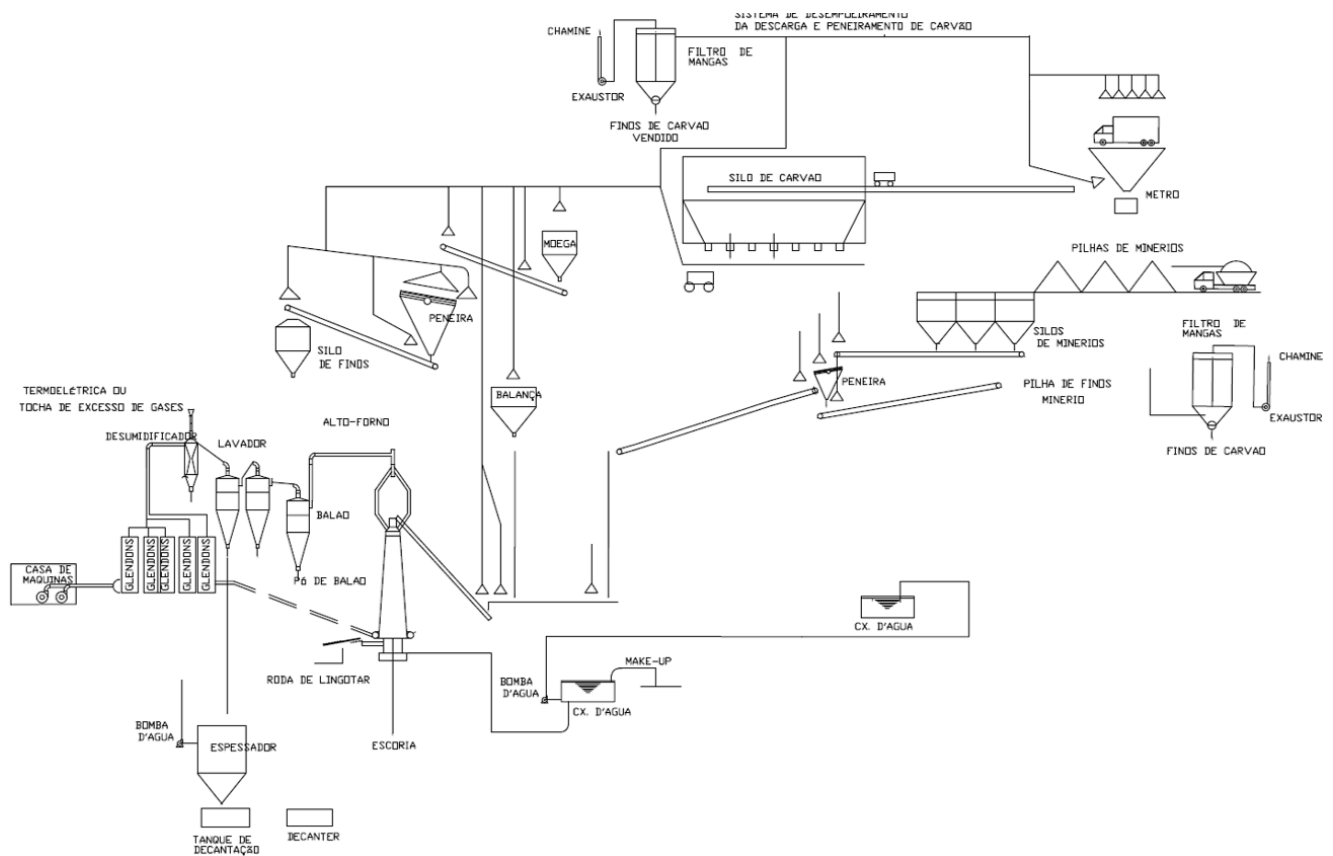 SISTEMA DE DESEMPOEIRAMENTO
DA DESCARGA E PENEIRAMENTO DE CARVÃO
CHAMINE
FILTRO DE
MANGAS
EXAUSTOR
FINOS DE CARVAO
VENDIDO
SILO DE CARVAO
METRO
MOEGA
PILHAS DE MINERIOS
PENEIRA
SILO
DE FINOS
SILOS
DE MINERIOS
FILTRO DE
MANGAS
CHAMINE
PENEIRA
PILHA DE FINOS
MINERIO
BALANÇA
EXAUSTOR
FINOS DE CARVAO
TERMOELÉTRICA OU
TOCHA DE EXCESSO DE GASES
ALTO-FORNO
DESUMIDIFICADOR
LAVADOR
BALAO
GLENDONS
GLENDONS
GLENDONS
GLENDONS
GLENDONS
CASA DE
MAQUINAS
PÓ DE BALAO
CX. D'AGUA
RODA DE LINGOTAR
BOMBA
D'AGUA
MAKE-UP
CX. D'AGUA
BOMBA
D'AGUA
ESPESSADOR
ESCORIA
TANQUE DE
DECANTAÇÃO
DECANTER